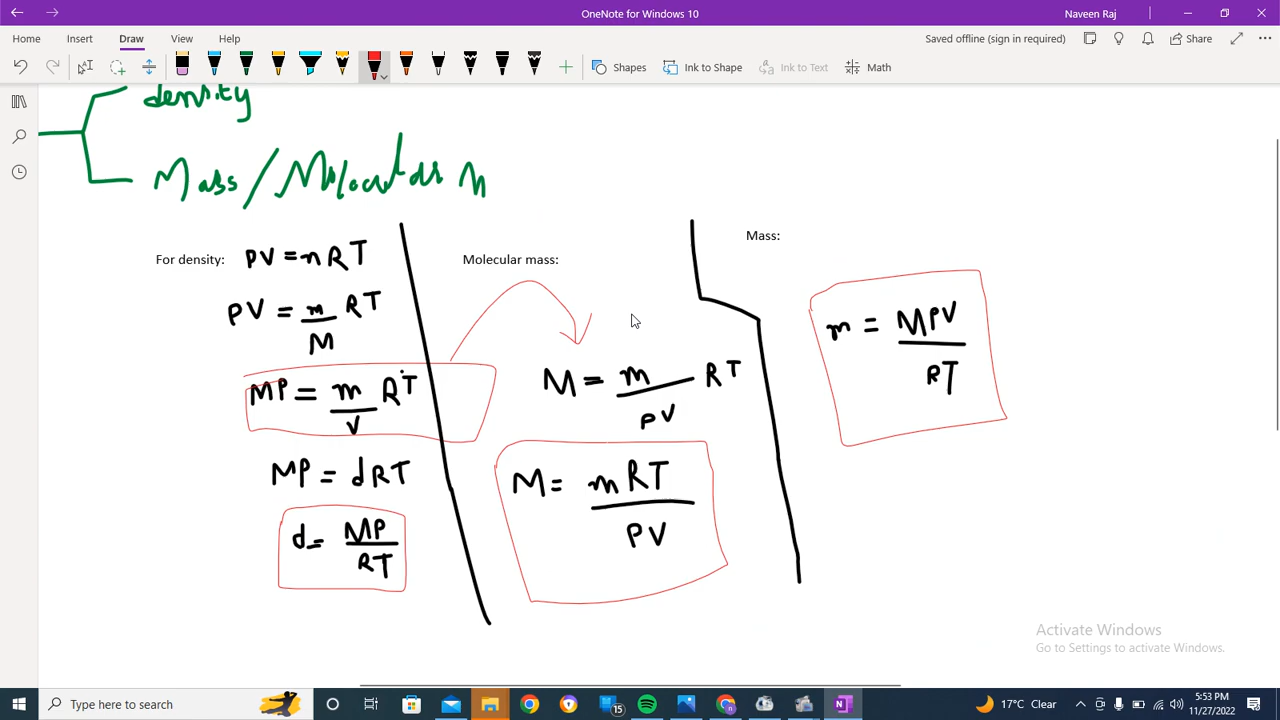 OneNote for Windows 10
Naveen Raj
Home Insert Draw View Help
Saved offline (sign in required)
Share
Shapes
Ink to Shape
Ink to Text
Math
density
Mass/Molecular M
For density: PV = nRT
PV = m/M RT
MP = m/V RT
MP = dRT
d = MP/RT
Molecular mass:
M = m/PV RT
M = mRT/PV
Mass:
m = MPV/RT
Activate Windows
Go to Settings to activate Windows.
Type here to search
15
17°C Clear
5:53 PM
11/27/2022